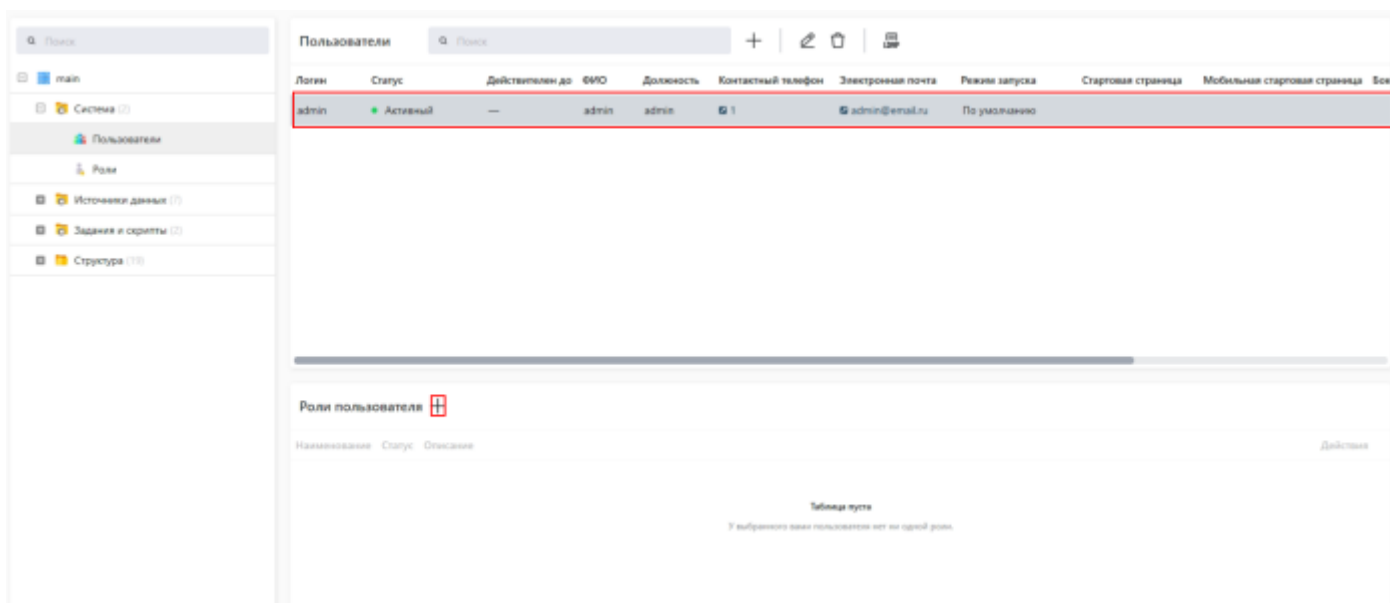 Поиск
main
Система (2)
Пользователи
Роли
Источники данных (7)
Задания и скрипты (2)
Структура (19)
Пользователи
Поиск
Логин Статус Действителен до ФИО Должность Контактный телефон Электронная почта Режим запуска Стартовая страница Мобильная стартовая страница
admin Активный — admin admin 1 admin@email.ru По умолчанию
Роли пользователя
Наименование Статус Описание Действия
Таблица пуста
У выбранного вами пользователя нет ни одной роли.